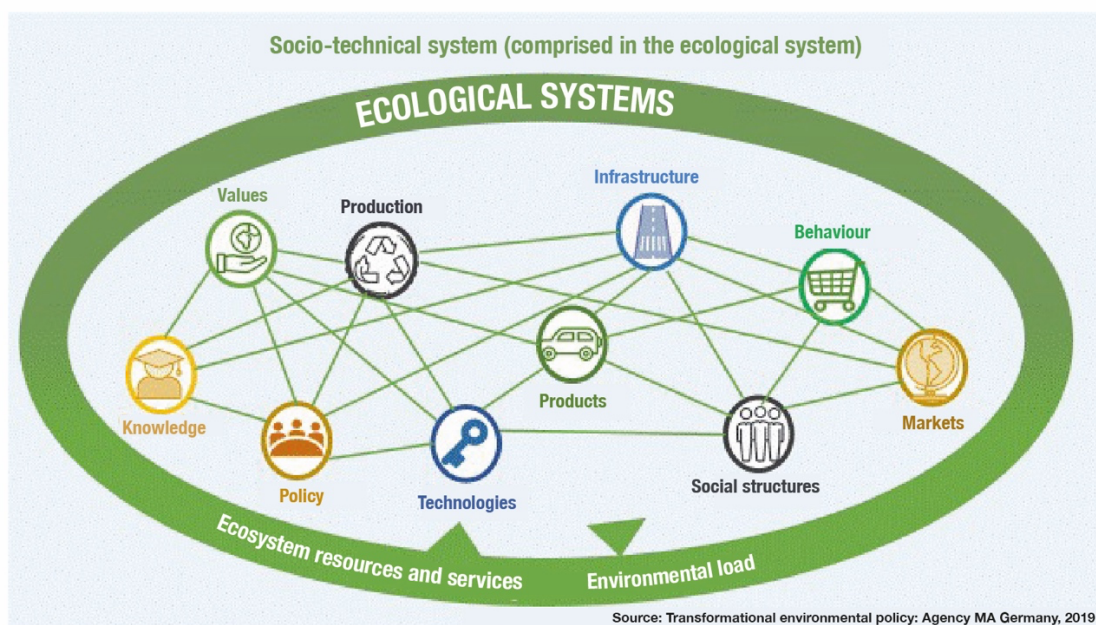 Socio-technical system (comprised in the ecological system)
ECOLOGICAL SYSTEMS
Infrastructure
Values
Production
Behaviour
Products
Knowledge
Markets
Policy
Technologies
Social structures
Ecosystem resources and services
Environmental load
Source: Transformational environmental policy: Agency MA Germany, 2019